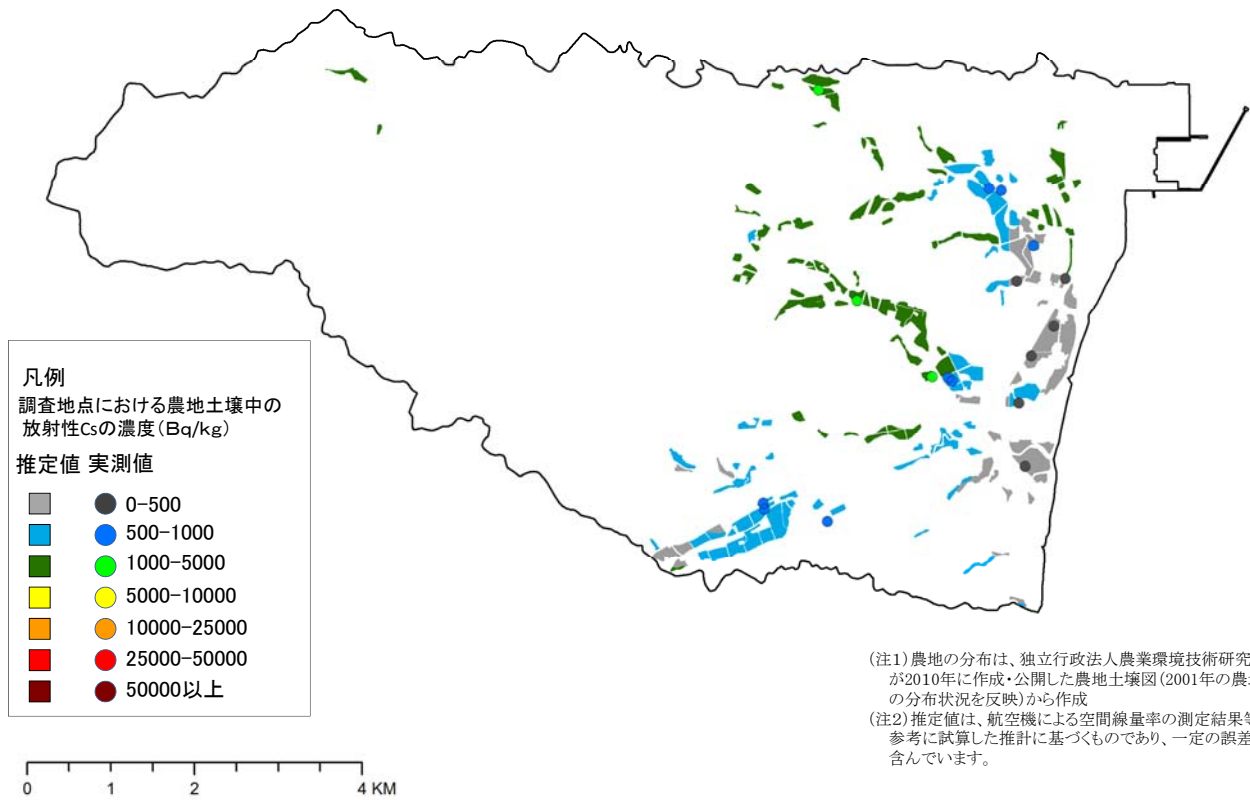 凡例
調査地点における農地土壌中の
放射性Csの濃度(Bq/kg)
推定値 実測値
0-500
500-1000
1000-5000
5000-10000
10000-25000
25000-50000
50000以上
0 1 2 4 KM
(注1)農地の分布は、独立行政法人農業環境技術研究
が2010年に作成・公開した農地土壌図(2001年の農
の分布状況を反映)から作成
(注2)推定値は、航空機による空間線量率の測定結果
参考に試算した推計に基づくものであり、一定の誤差
含んでいます。